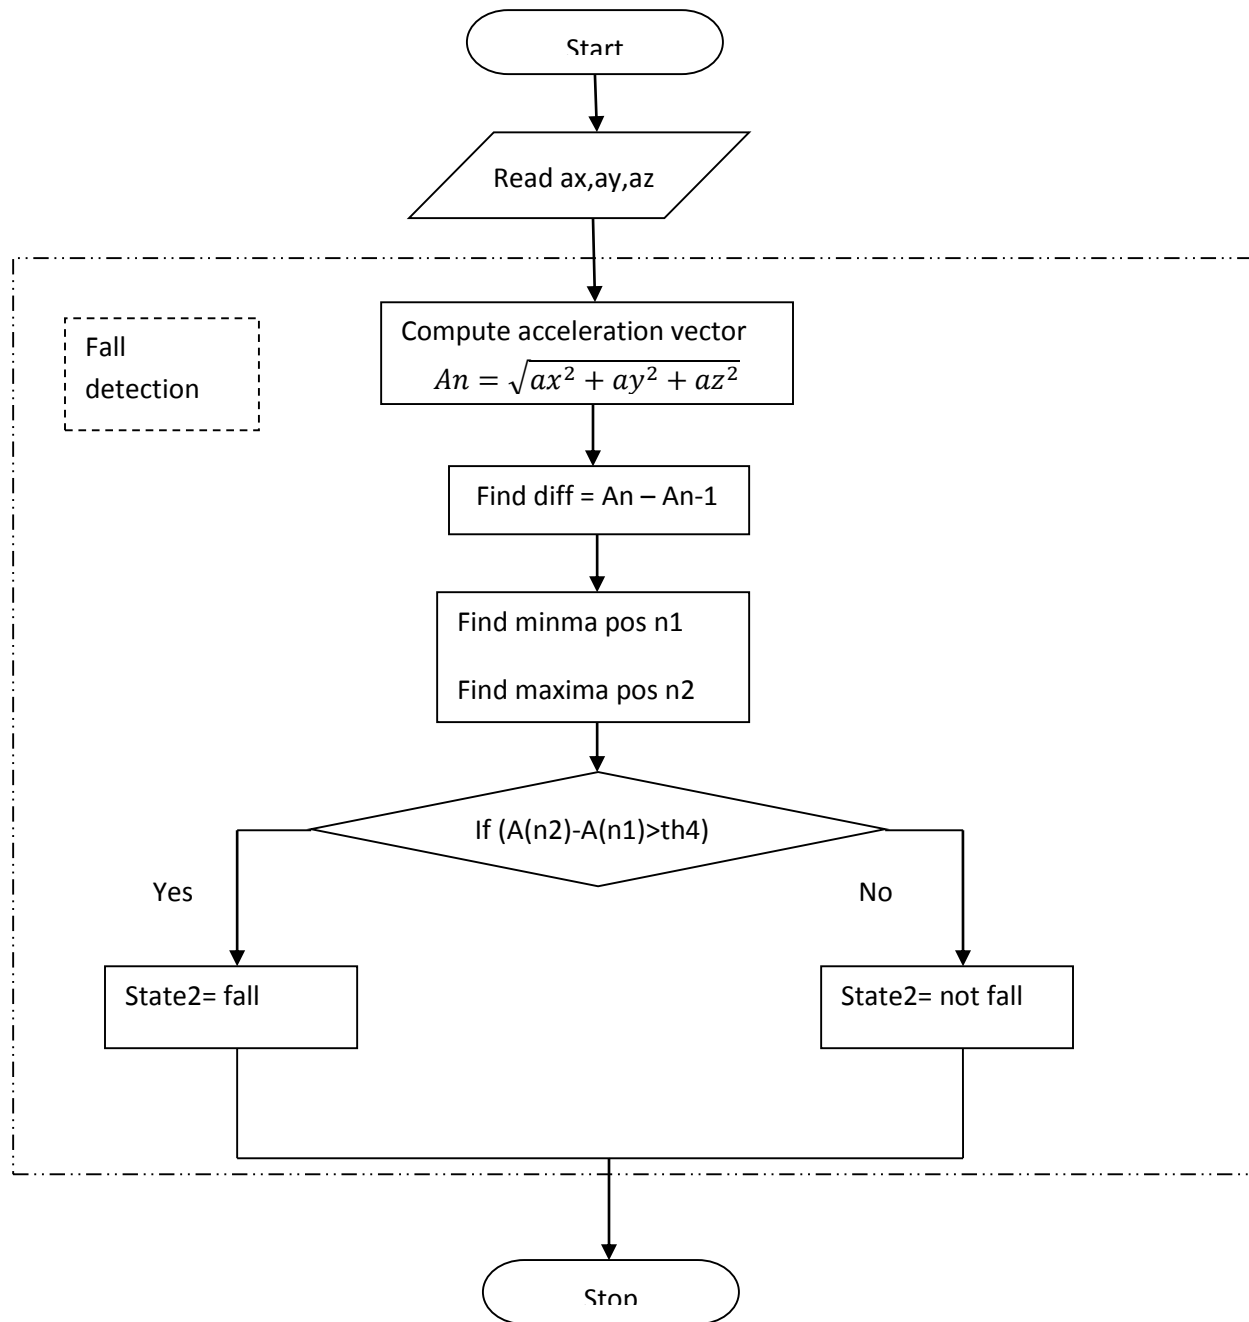 Start
Read ax,ay,az
Fall
detection
Compute acceleration vector
𝐴𝑛 = √𝑎𝑥² + 𝑎𝑦² + 𝑎𝑧²
Find diff = An – An-1
Find minma pos n1
Find maxima pos n2
If (A(n2)-A(n1)>th4)
Yes
No
State2= fall
State2= not fall
Stop